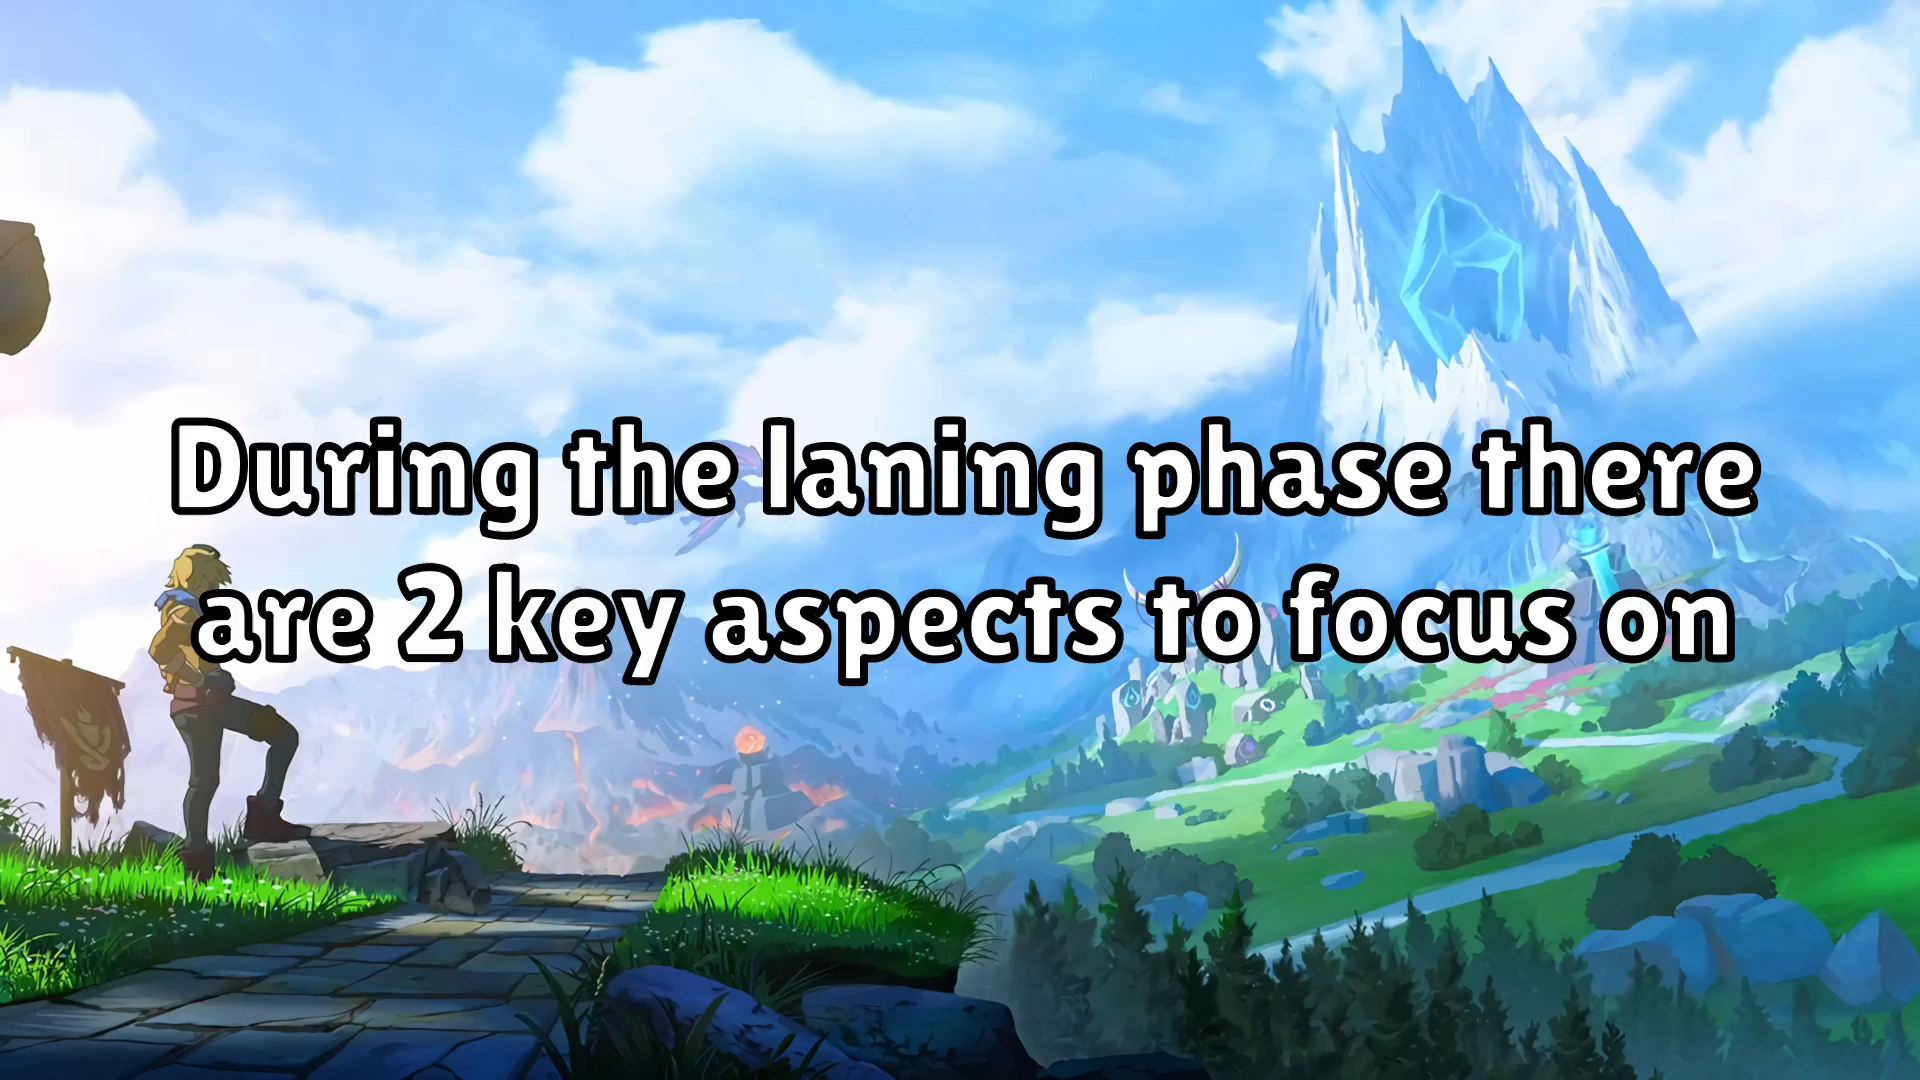 During the laning phase there
are 2 key aspects to focus on